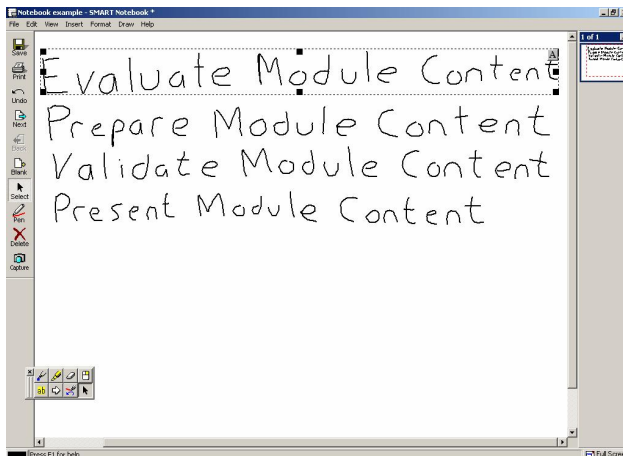 Notebook example - SMART Notebook *
File Edit View Insert Format Draw Help
1 of 1
Save
Print
Undo
Next
Back
Blank
Select
Pen
Delete
Capture
A
Evaluate Module Content
Prepare Module Content
Validate Module Content
Present Module Content
ab
Press F1 for help
Full Scree